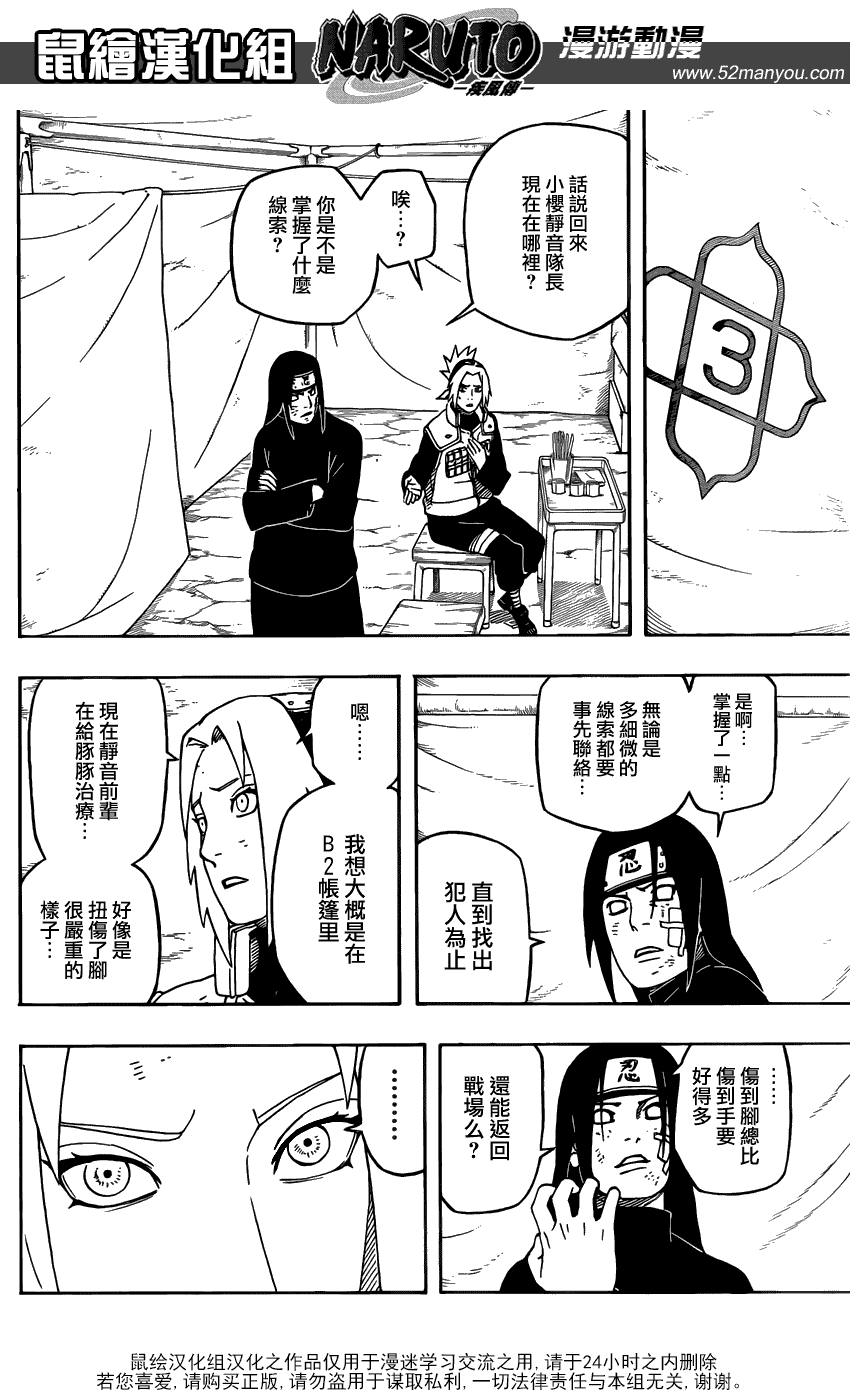 鼠繪漢化組
NARUTO
疾風傳
漫游動漫
www.52manyou.com
3
話説回來
小櫻靜音隊長
現在在哪裡?
唉…?
你是不是
掌握了什麼
線索?
是啊…
掌握了一點…
無論是
多細微的
線索都要
事先聯絡…
直到找出
犯人為止
嗯……
我想大概是在
B2帳篷里
現在靜音前輩
在給豚豚治療…
好像是
扭傷了腳
很嚴重的
樣子…
忍
……
傷到腳總比
傷到手要
好得多
還能返回
戰場么?
忍
………
鼠绘汉化组汉化之作品仅用于漫迷学习交流之用,请于24小时之内删除
若您喜爱,请购买正版,请勿盗用于谋取私利,一切法律责任与本组无关,谢谢。